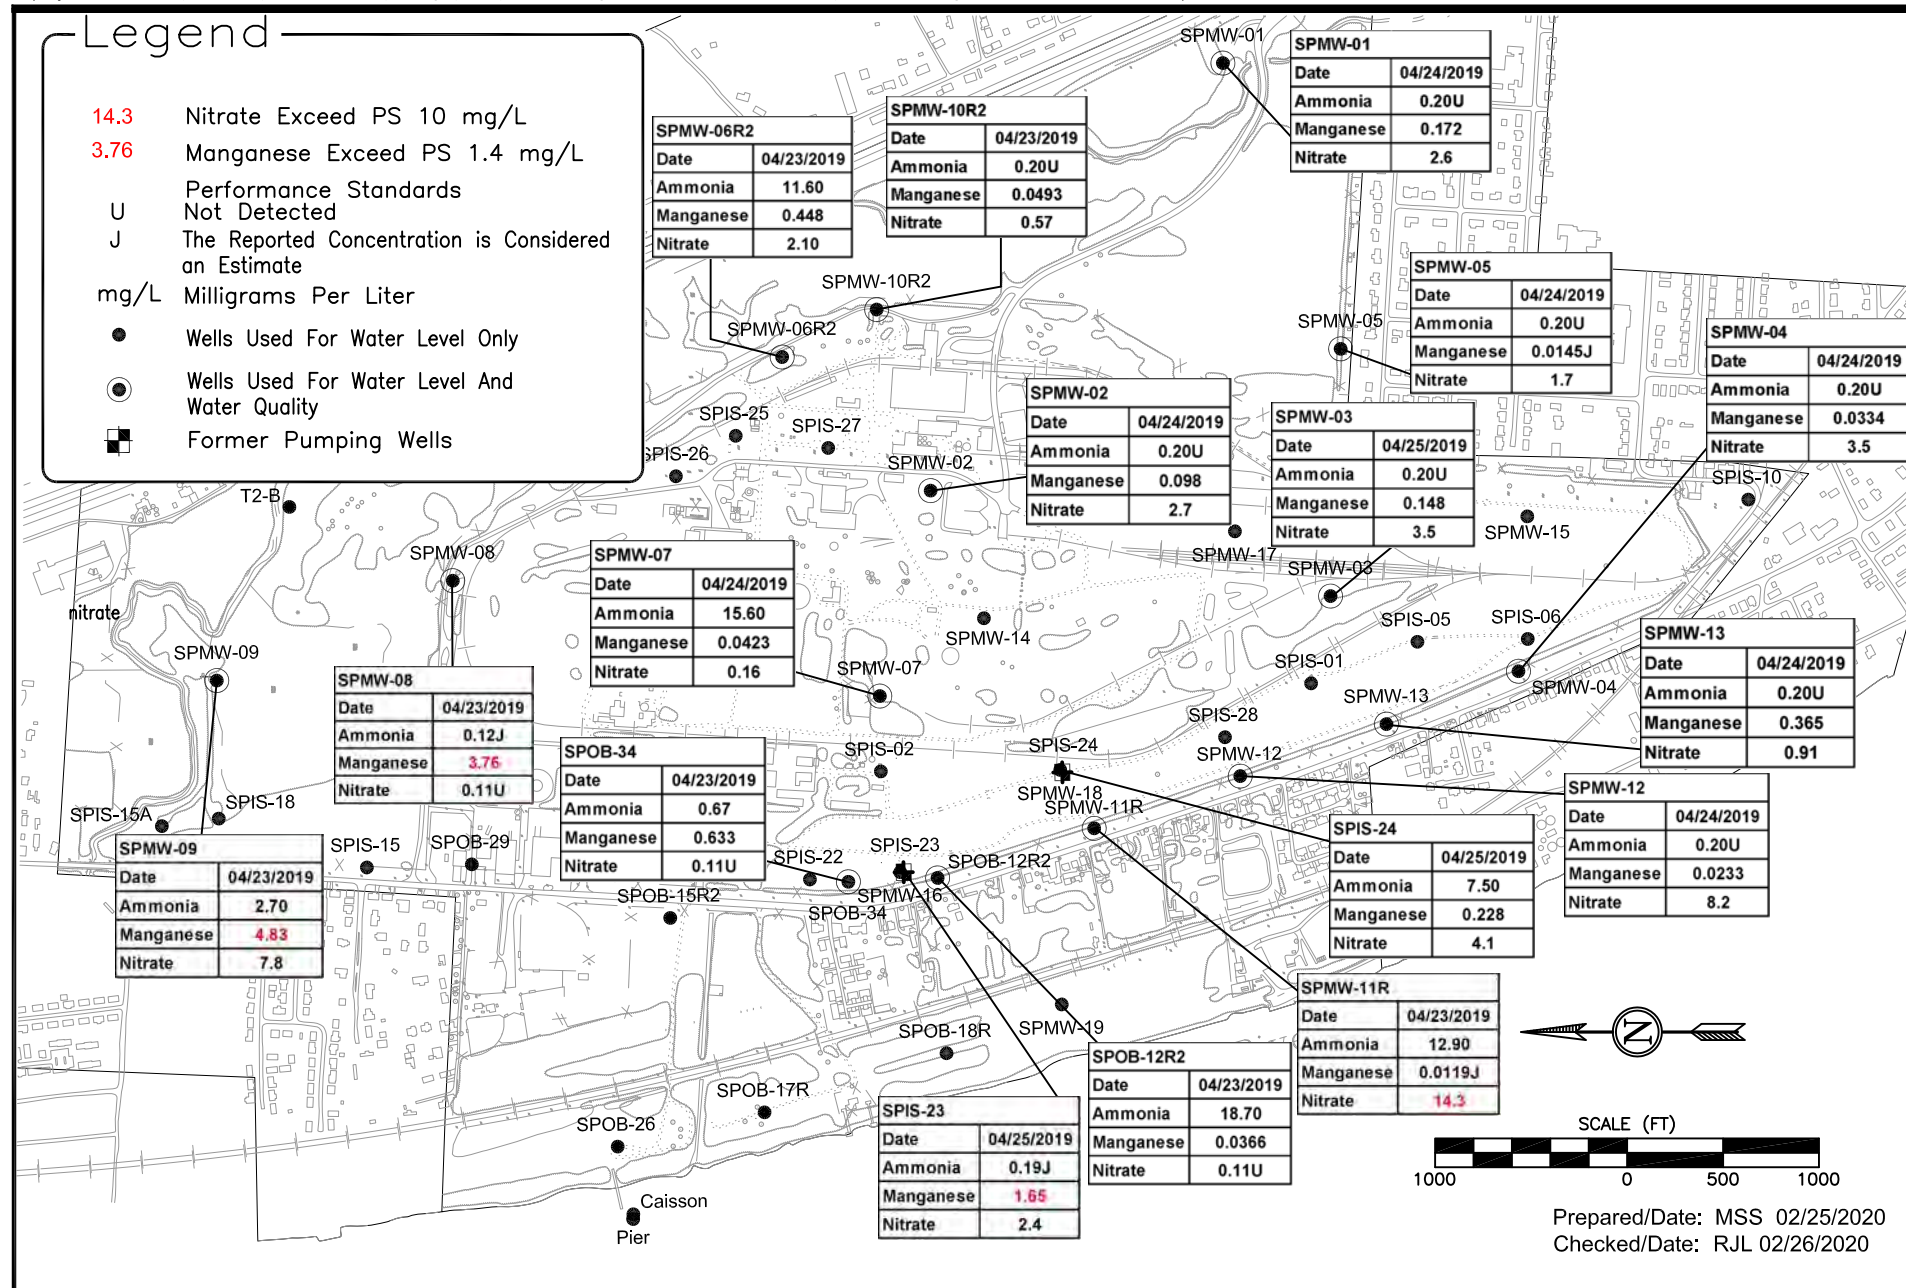 Legend
14.3 Nitrate Exceed PS 10 mg/L
3.76 Manganese Exceed PS 1.4 mg/L
Performance Standards
U Not Detected
J The Reported Concentration is Considered
an Estimate
mg/L Milligrams Per Liter
Wells Used For Water Level Only
Wells Used For Water Level And
Water Quality
Former Pumping Wells
SPMW-01
SPMW-01
Date 04/24/2019
Ammonia 0.20U
Manganese 0.172
Nitrate 2.6
SPMW-10R2
Date 04/23/2019
Ammonia 0.20U
Manganese 0.0493
Nitrate 0.57
SPMW-06R2
Date 04/23/2019
Ammonia 11.60
Manganese 0.448
Nitrate 2.10
SPMW-10R2
SPMW-06R2
SPMW-05
Date 04/24/2019
Ammonia 0.20U
Manganese 0.0145J
Nitrate 1.7
SPMW-05
SPMW-04
Date 04/24/2019
Ammonia 0.20U
Manganese 0.0334
Nitrate 3.5
SPMW-02
Date 04/24/2019
Ammonia 0.20U
Manganese 0.098
Nitrate 2.7
SPMW-03
Date 04/25/2019
Ammonia 0.20U
Manganese 0.148
Nitrate 3.5
SPIS-25
SPIS-27
SPIS-26
SPMW-02
SPIS-10
T2-B
SPMW-15
SPMW-17
SPMW-08
SPMW-03
SPMW-07
Date 04/24/2019
Ammonia 15.60
Manganese 0.0423
Nitrate 0.16
nitrate
SPMW-14
SPIS-05
SPIS-06
SPMW-09
SPMW-07
SPIS-01
SPMW-13
SPMW-04
SPMW-13
Date 04/24/2019
Ammonia 0.20U
Manganese 0.365
Nitrate 0.91
SPMW-08
Date 04/23/2019
Ammonia 0.12J
Manganese 3.76
Nitrate 0.11U
SPIS-28
SPIS-02
SPIS-24
SPMW-12
SPOB-34
Date 04/23/2019
Ammonia 0.67
Manganese 0.633
Nitrate 0.11U
SPMW-18
SPMW-11R
SPMW-12
Date 04/24/2019
Ammonia 0.20U
Manganese 0.0233
Nitrate 8.2
SPIS-15A
SPIS-18
SPIS-15
SPOB-29
SPIS-22
SPIS-23
SPOB-12R2
SPIS-24
Date 04/25/2019
Ammonia 7.50
Manganese 0.228
Nitrate 4.1
SPMW-09
Date 04/23/2019
Ammonia 2.70
Manganese 4.83
Nitrate 7.8
SPOB-15R2
SPOB-34
SPMW-16
SPMW-11R
Date 04/23/2019
Ammonia 12.90
Manganese 0.0119J
Nitrate 14.3
SPMW-19
SPOB-18R
SPOB-12R2
Date 04/23/2019
Ammonia 18.70
Manganese 0.0366
Nitrate 0.11U
SPOB-17R
SPOB-26
SPIS-23
Date 04/25/2019
Ammonia 0.19J
Manganese 1.65
Nitrate 2.4
N
SCALE (FT)
1000 0 500 1000
Caisson
Pier
Prepared/Date: MSS 02/25/2020
Checked/Date: RJL 02/26/2020